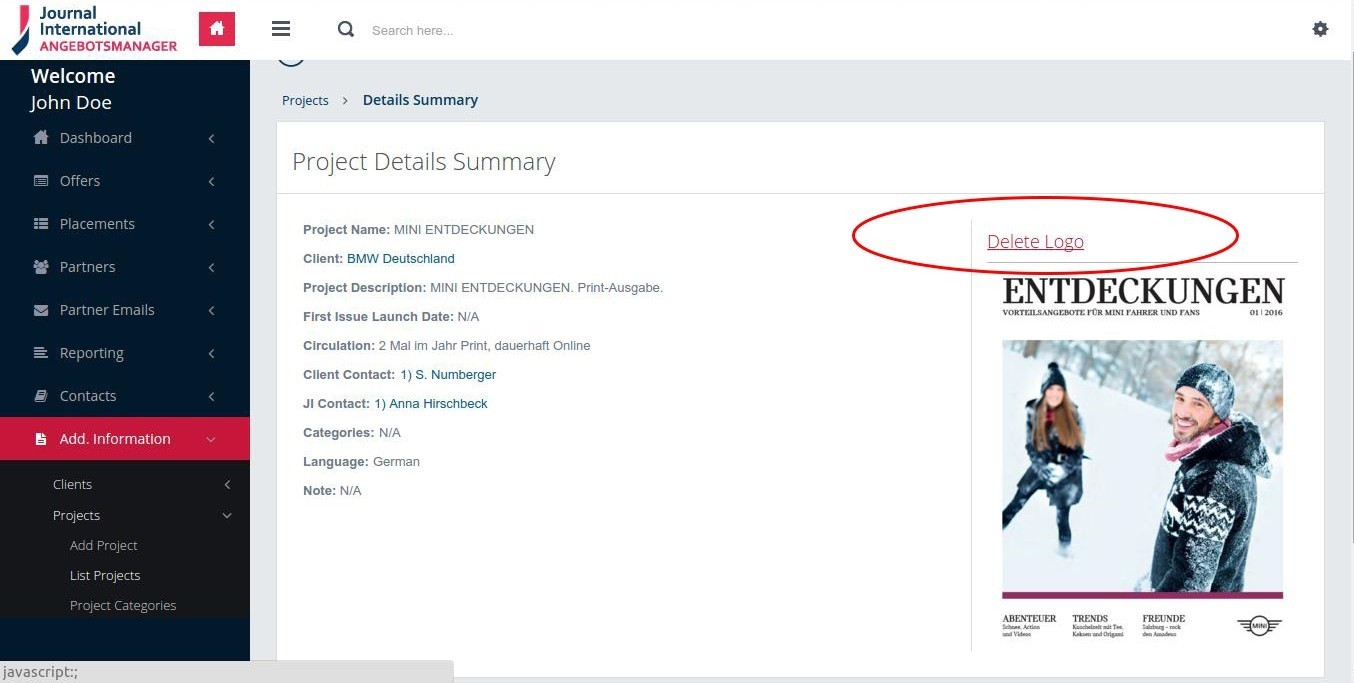 Journal
International
ANGEBOTSMANAGER
Search here...
Welcome
John Doe
Dashboard
Offers
Placements
Partners
Partner Emails
Reporting
Contacts
Add. Information
Clients
Projects
Add Project
List Projects
Project Categories
javascript:;
Projects > Details Summary
Project Details Summary
Project Name: MINI ENTDECKUNGEN
Client: BMW Deutschland
Project Description: MINI ENTDECKUNGEN. Print-Ausgabe.
First Issue Launch Date: N/A
Circulation: 2 Mal im Jahr Print, dauerhaft Online
Client Contact: 1) S. Numberger
JI Contact: 1) Anna Hirschbeck
Categories: N/A
Language: German
Note: N/A
Delete Logo
ENTDECKUNGEN
VORTEILSANGEBOTE FÜR MINI FAHRER UND FANS 01 | 2016
ABENTEUER
Schnee, Action
und Videos
TRENDS
Kuschelzeit mit Tee,
Keksen und Origami
FREUNDE
Salzburg – rock
den Amadeus
MINI